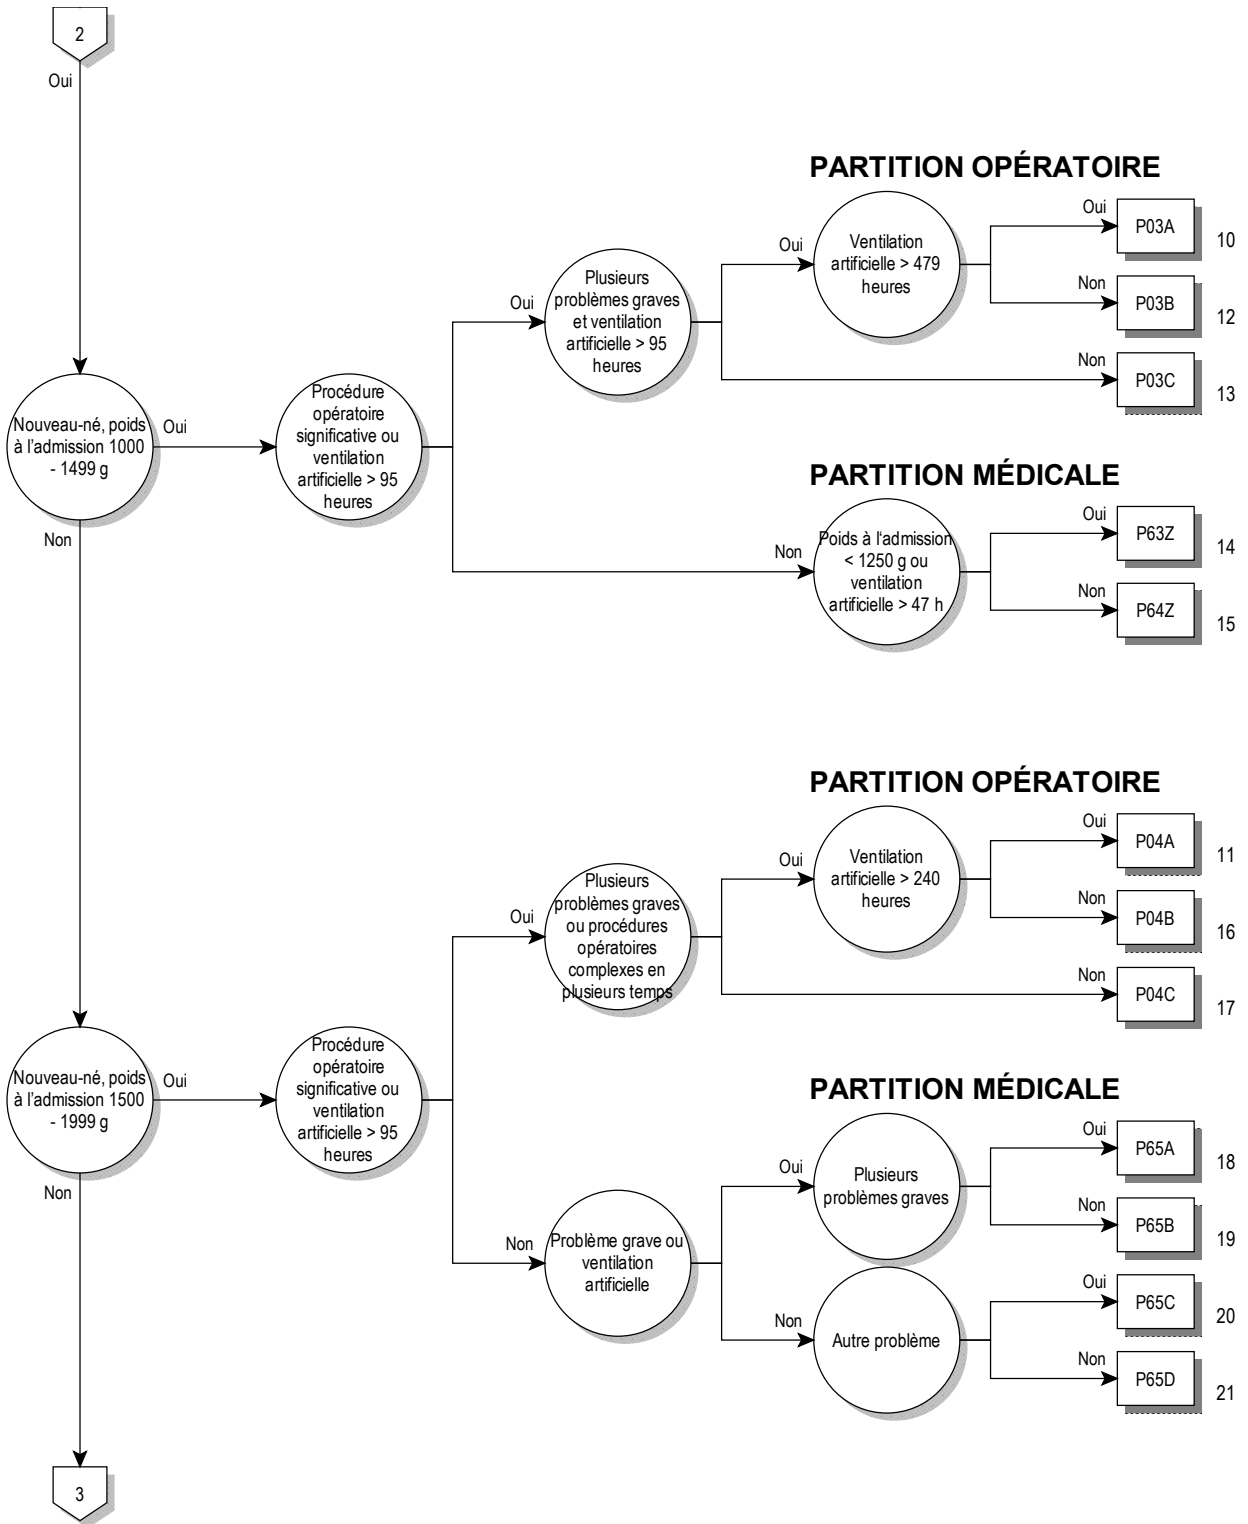 2
Oui
PARTITION OPÉRATOIRE
Oui
Ventilation
artificielle > 479
heures
Oui
P03A
10
Non
P03B
12
Oui
Plusieurs
problèmes graves
et ventilation
artificielle > 95
heures
Non
P03C
13
Nouveau-né, poids
à l'admission 1000
- 1499 g
Oui
Procédure
opératoire
significative ou
ventilation
artificielle > 95
heures
PARTITION MÉDICALE
Non
Poids à l'admission
< 1250 g ou
ventilation
artificielle > 47 h
Oui
P63Z
14
Non
P64Z
15
Non
PARTITION OPÉRATOIRE
Oui
Ventilation
artificielle > 240
heures
Oui
P04A
11
Non
P04B
16
Oui
Plusieurs
problèmes graves
ou procédures
opératoires
complexes en
plusieurs temps
Non
P04C
17
Nouveau-né, poids
à l'admission 1500
- 1999 g
Oui
Procédure
opératoire
significative ou
ventilation
artificielle > 95
heures
PARTITION MÉDICALE
Oui
Plusieurs
problèmes graves
Oui
P65A
18
Non
P65B
19
Non
Problème grave ou
ventilation
artificielle
Non
Autre problème
Oui
P65C
20
Non
P65D
21
Non
3